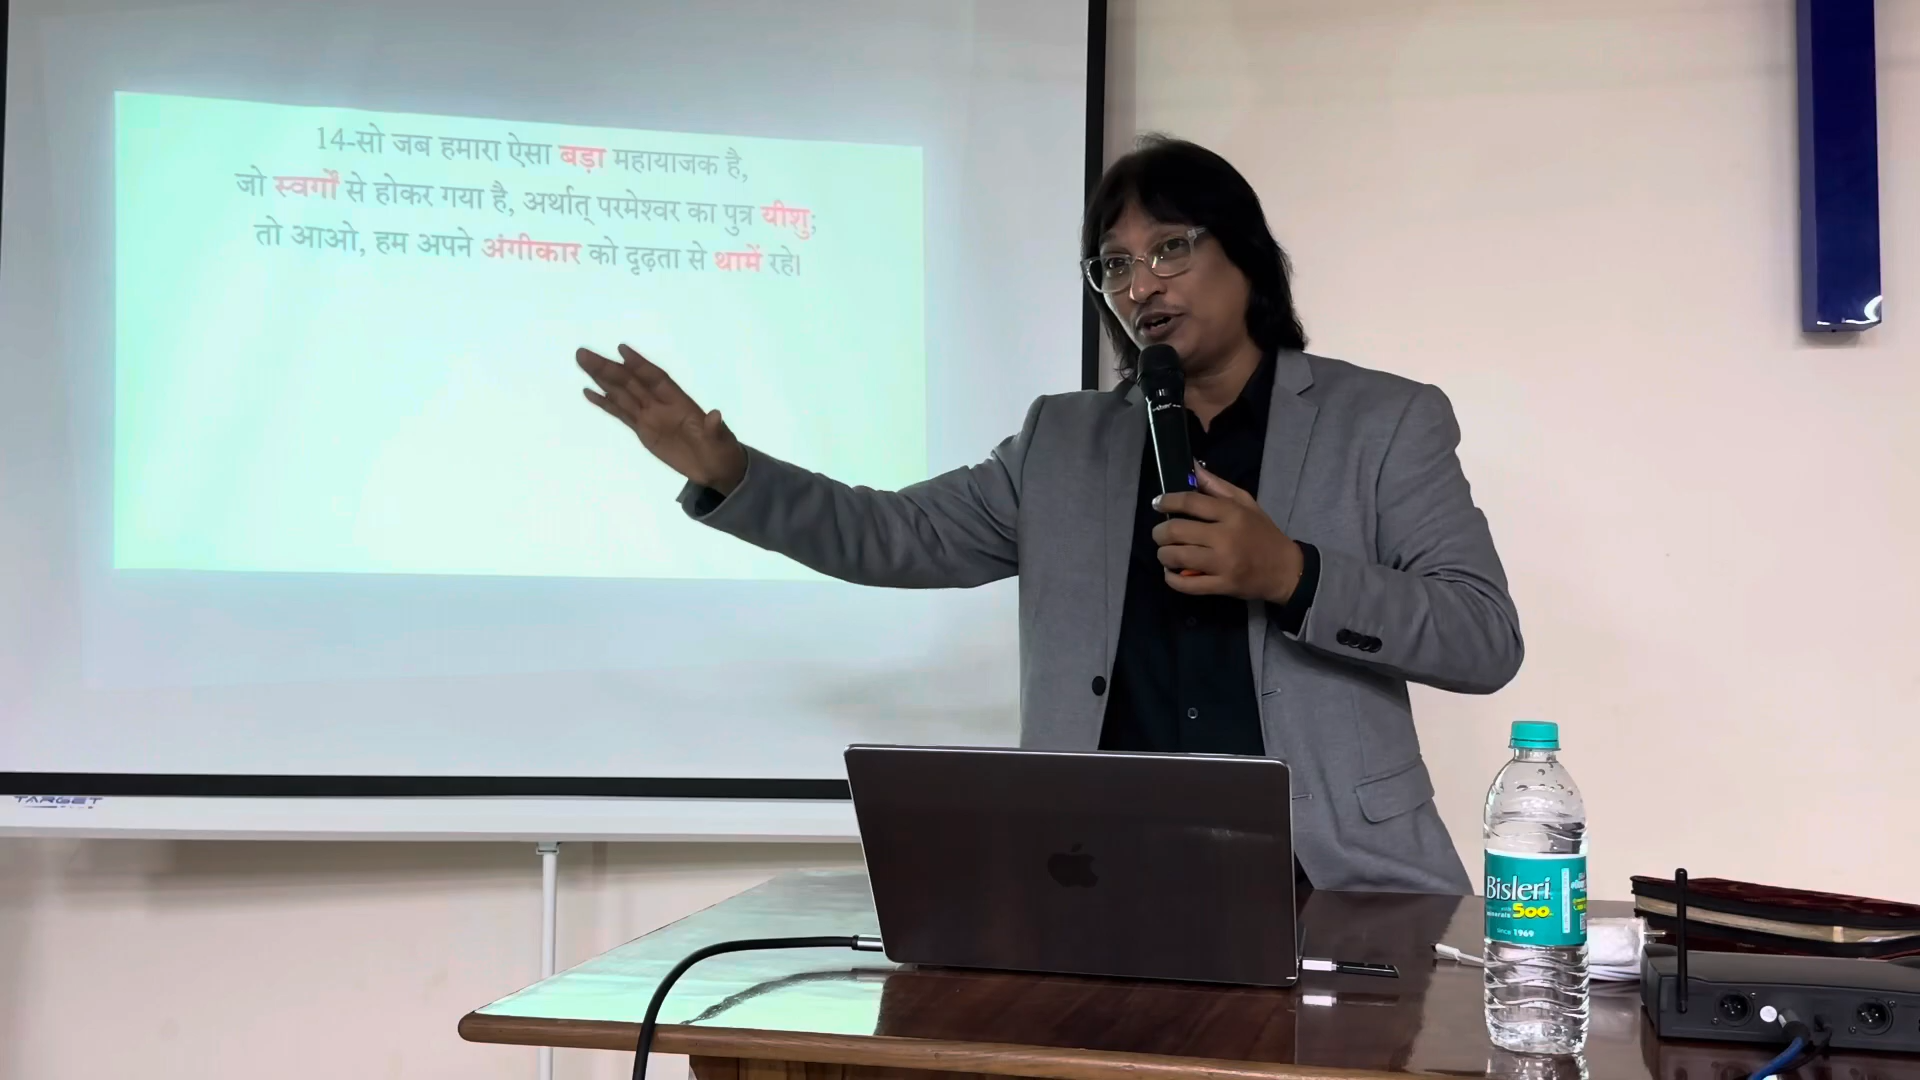 14-सो जब हमारा ऐसा बड़ा महायाजक है,
जो स्वर्गों से होकर गया है, अर्थात् परमेश्वर का पुत्र यीशु;
तो आओ, हम अपने अंगीकार को दृढ़ता से थामें रहे।
TARGET
Bisleri
minerals 500
SINCE 1969